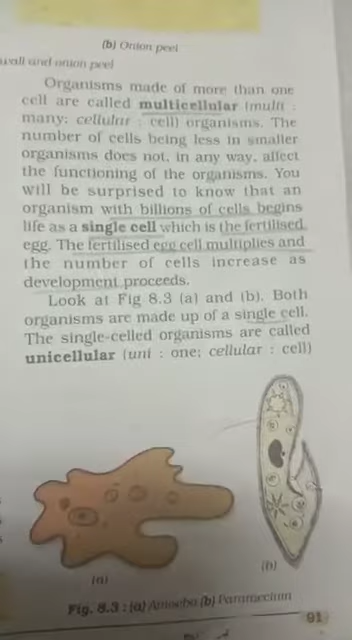 (b) Onion peel
wall and onion peel
Organisms made of more than one
cell are called multicellular (multi :
many; cellular : cell) organisms. The
number of cells being less in smaller
organisms does not, in any way, affect
the functioning of the organisms. You
will be surprised to know that an
organism with billions of cells begins
life as a single cell which is the fertilised
egg. The fertilised egg cell multiplies and
the number of cells increase as
development proceeds.
Look at Fig 8.3 (a) and (b). Both
organisms are made up of a single cell.
The single-celled organisms are called
unicellular (uni : one; cellular : cell)
(a)
(b)
Fig. 8.3 : (a) Amoeba (b) Paramecium
91